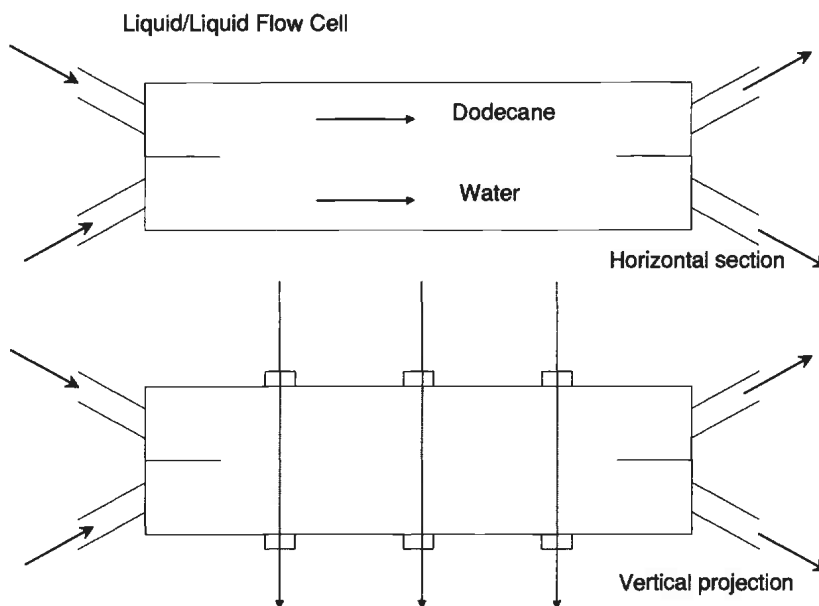 Liquid/Liquid Flow Cell
Dodecane
Water
Horizontal section
Vertical projection